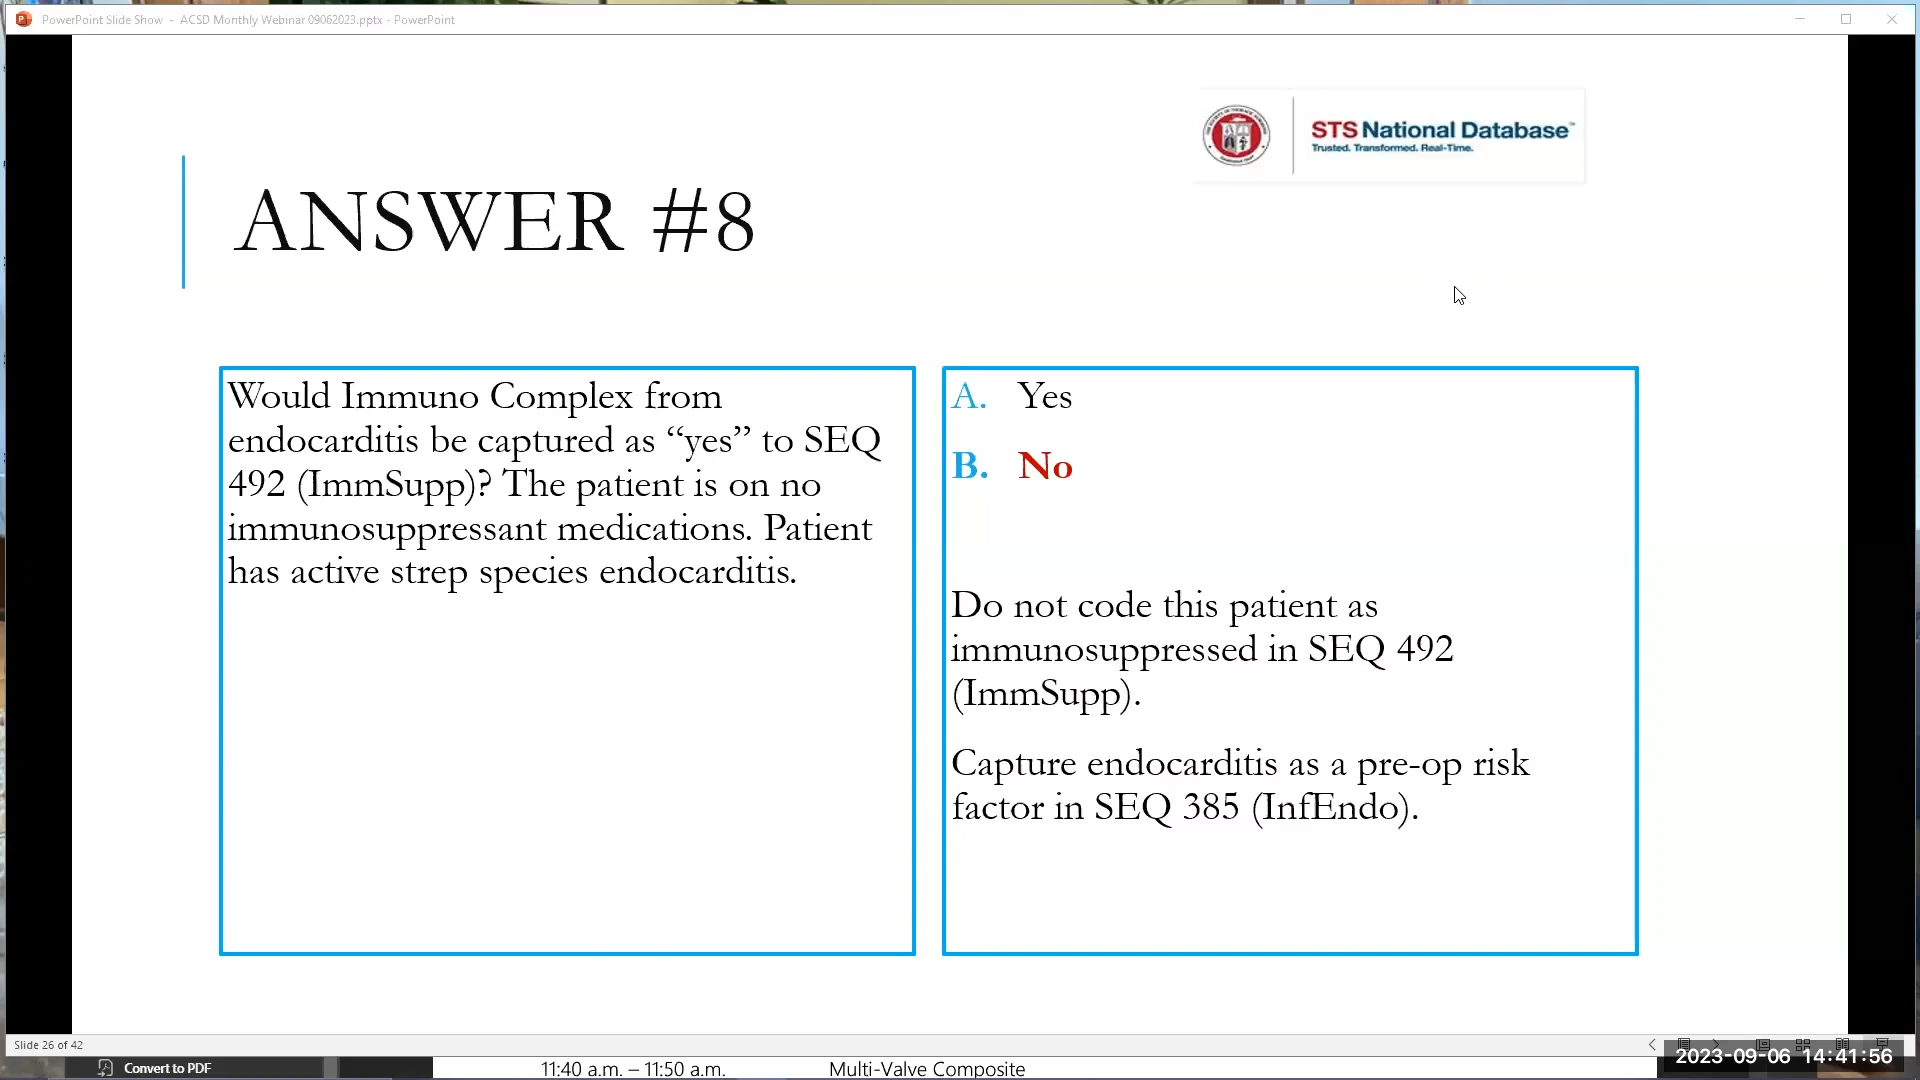 PowerPoint Slide Show - ACSD Monthly Webinar 09062023.pptx - PowerPoint
STS National Database™
Trusted. Transformed. Real-Time.
ANSWER #8
Would Immuno Complex from
endocarditis be captured as “yes” to SEQ
492 (ImmSupp)? The patient is on no
immunosuppressant medications. Patient
has active strep species endocarditis.
A. Yes
B. No
Do not code this patient as
immunosuppressed in SEQ 492
(ImmSupp).
Capture endocarditis as a pre-op risk
factor in SEQ 385 (InfEndo).
Slide 26 of 42
Convert to PDF
11:40 a.m. – 11:50 a.m.
Multi-Valve Composite
2023-09-06 14:41:56